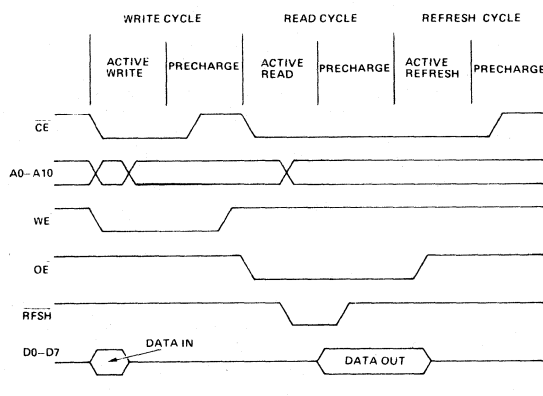 WRITE CYCLE READ CYCLE REFRESH CYCLE
ACTIVE WRITE PRECHARGE ACTIVE READ PRECHARGE ACTIVE REFRESH PRECHARGE
CE
A0–A10
WE
OE
RFSH
D0–D7 DATA IN DATA OUT